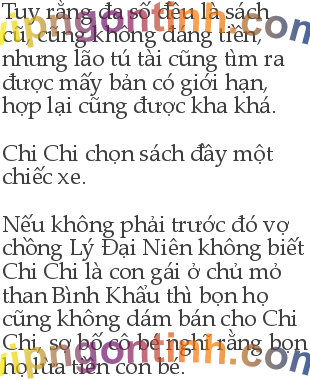 Tuy rằng đa số đều là sách
cũ, cũng không đáng tiền,
nhưng lão tú tài cũng tìm ra
được mấy bản có giới hạn,
hợp lại cũng được kha khá.
Chi Chi chọn sách đầy một
chiếc xe.
Nếu không phải trước đó vợ
chồng Lý Đại Niên không biết
Chi Chi là con gái ở chủ mỏ
than Bình Khẩu thì bọn họ
cũng không dám bán cho Chi
Chi, sợ bố cô bé nghĩ rằng bọn
họ lừa tiền con bé.
vipngontinh.com
vipngontinh.com